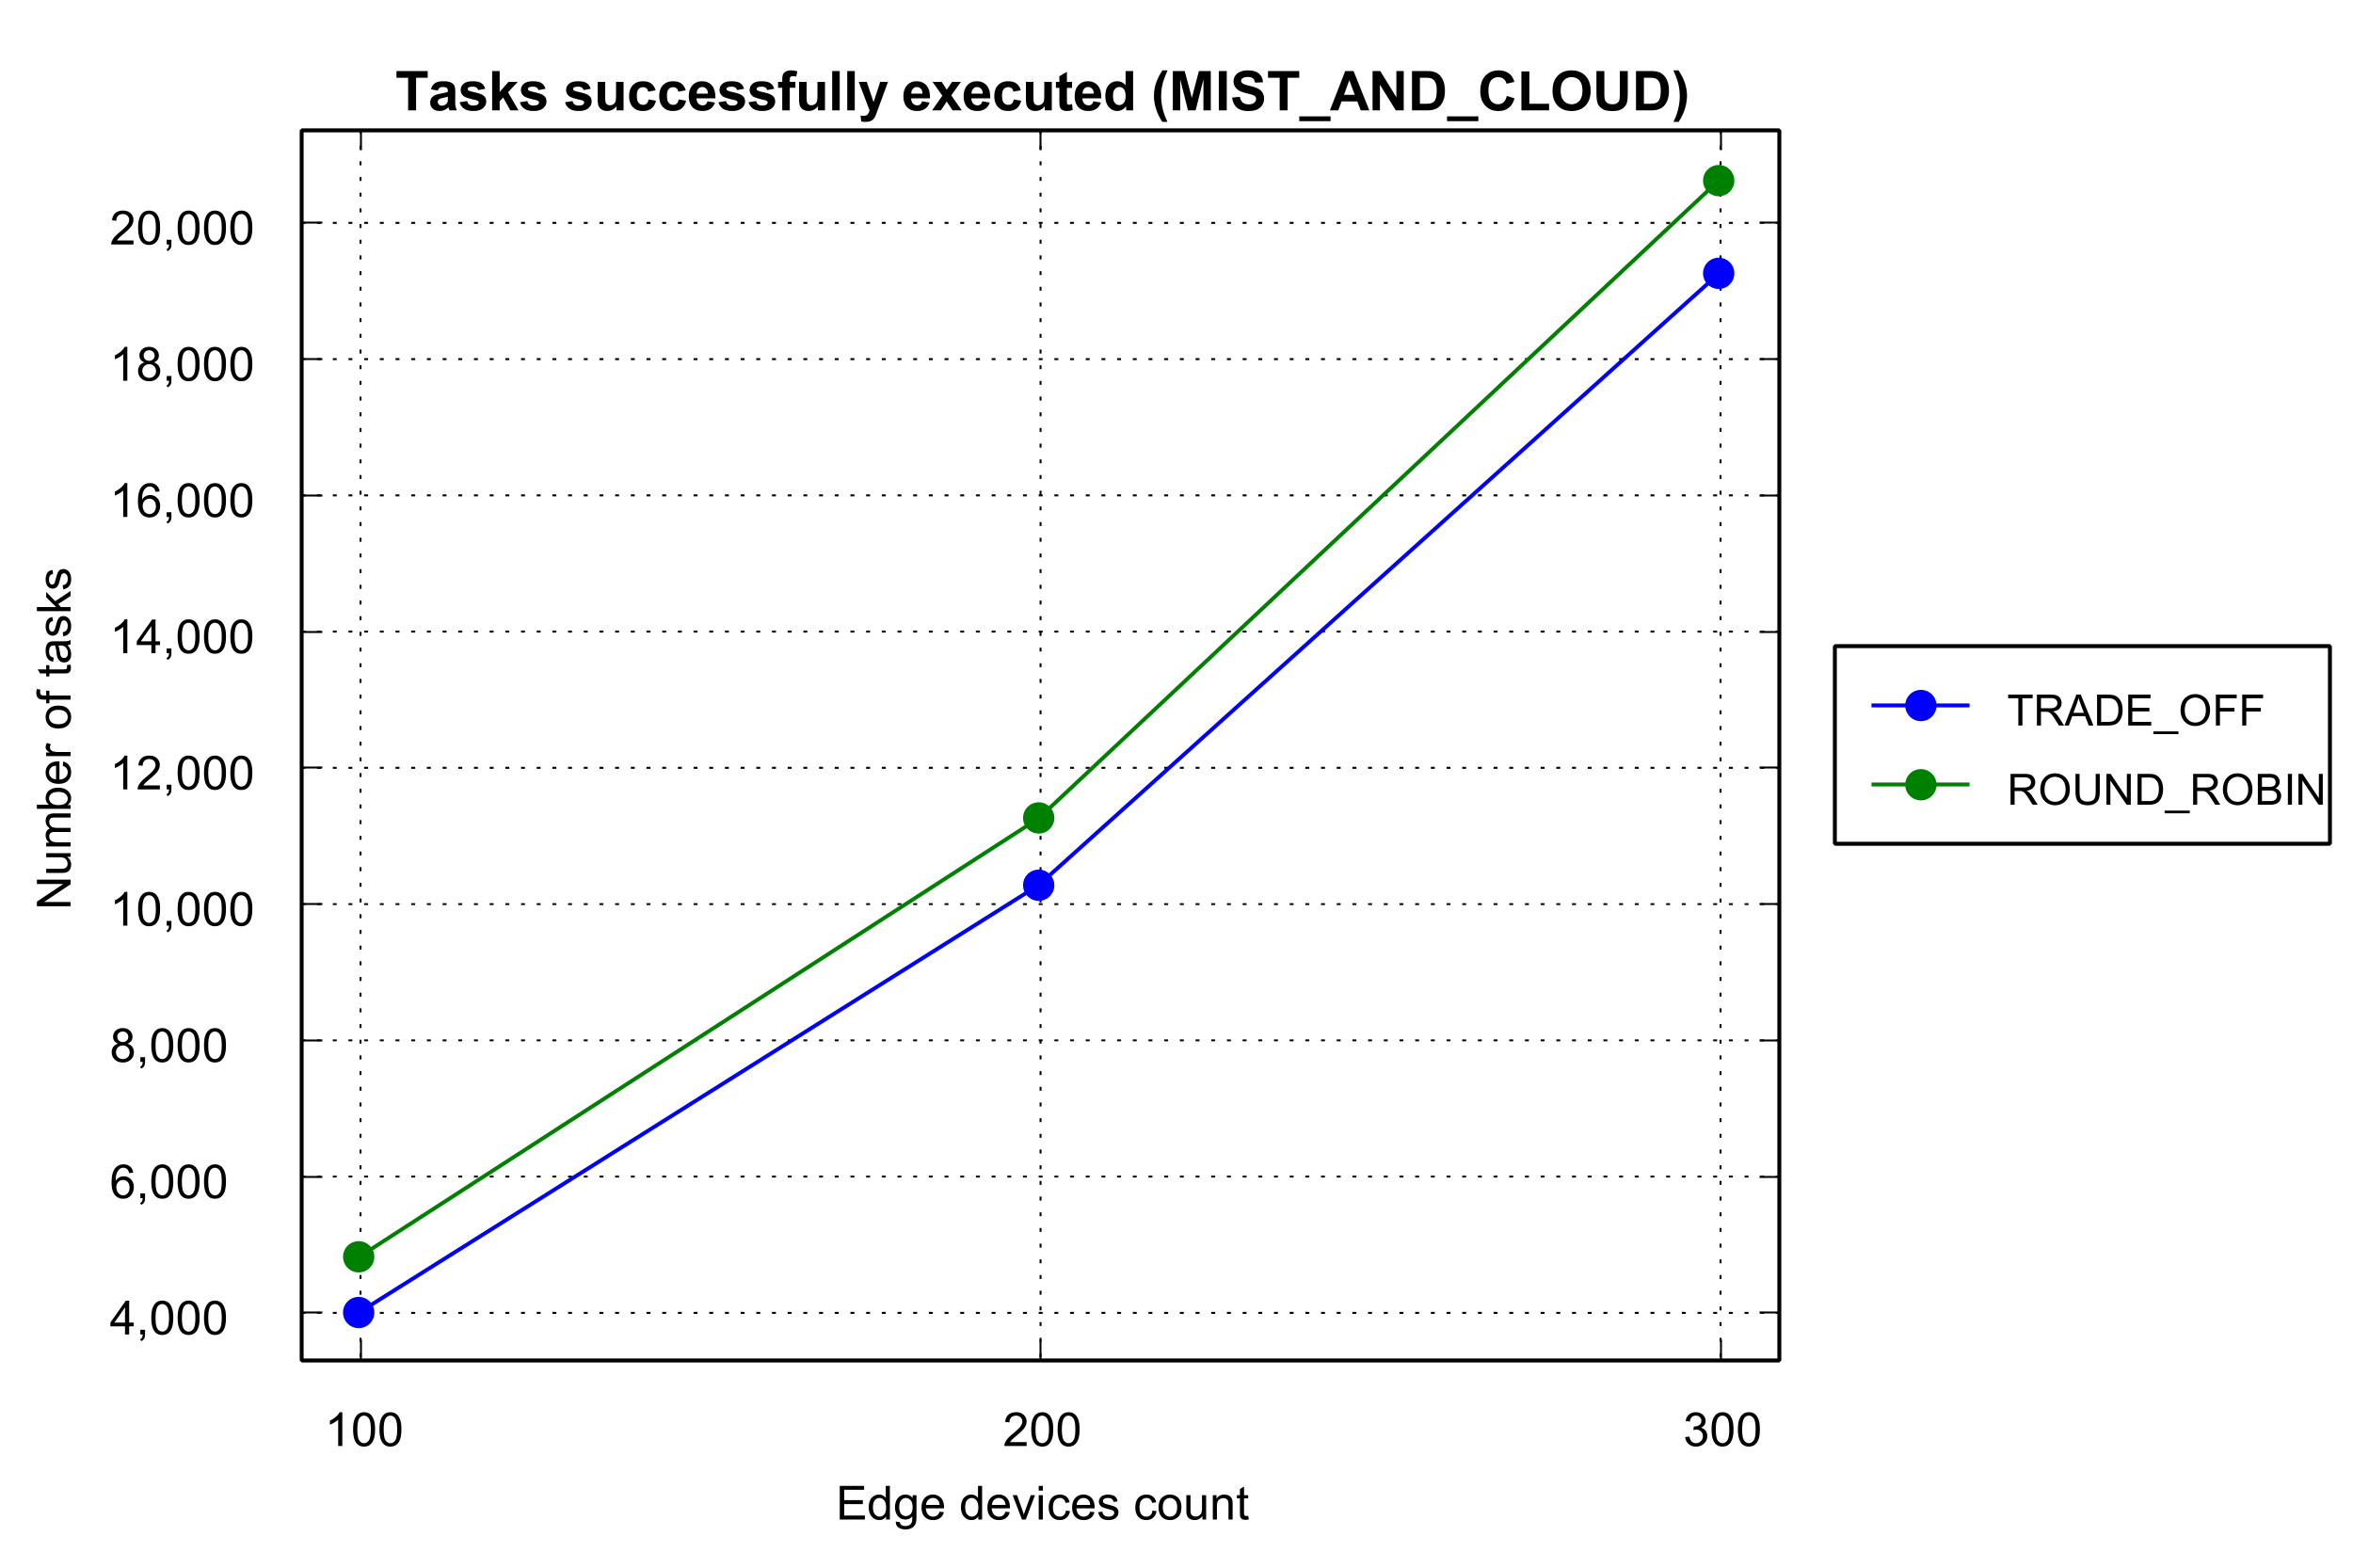 Tasks successfully executed (MIST_AND_CLOUD)
Number of tasks
20,000
18,000
16,000
14,000
12,000
10,000
8,000
6,000
4,000
100
200
300
Edge devices count
TRADE_OFF
ROUND_ROBIN